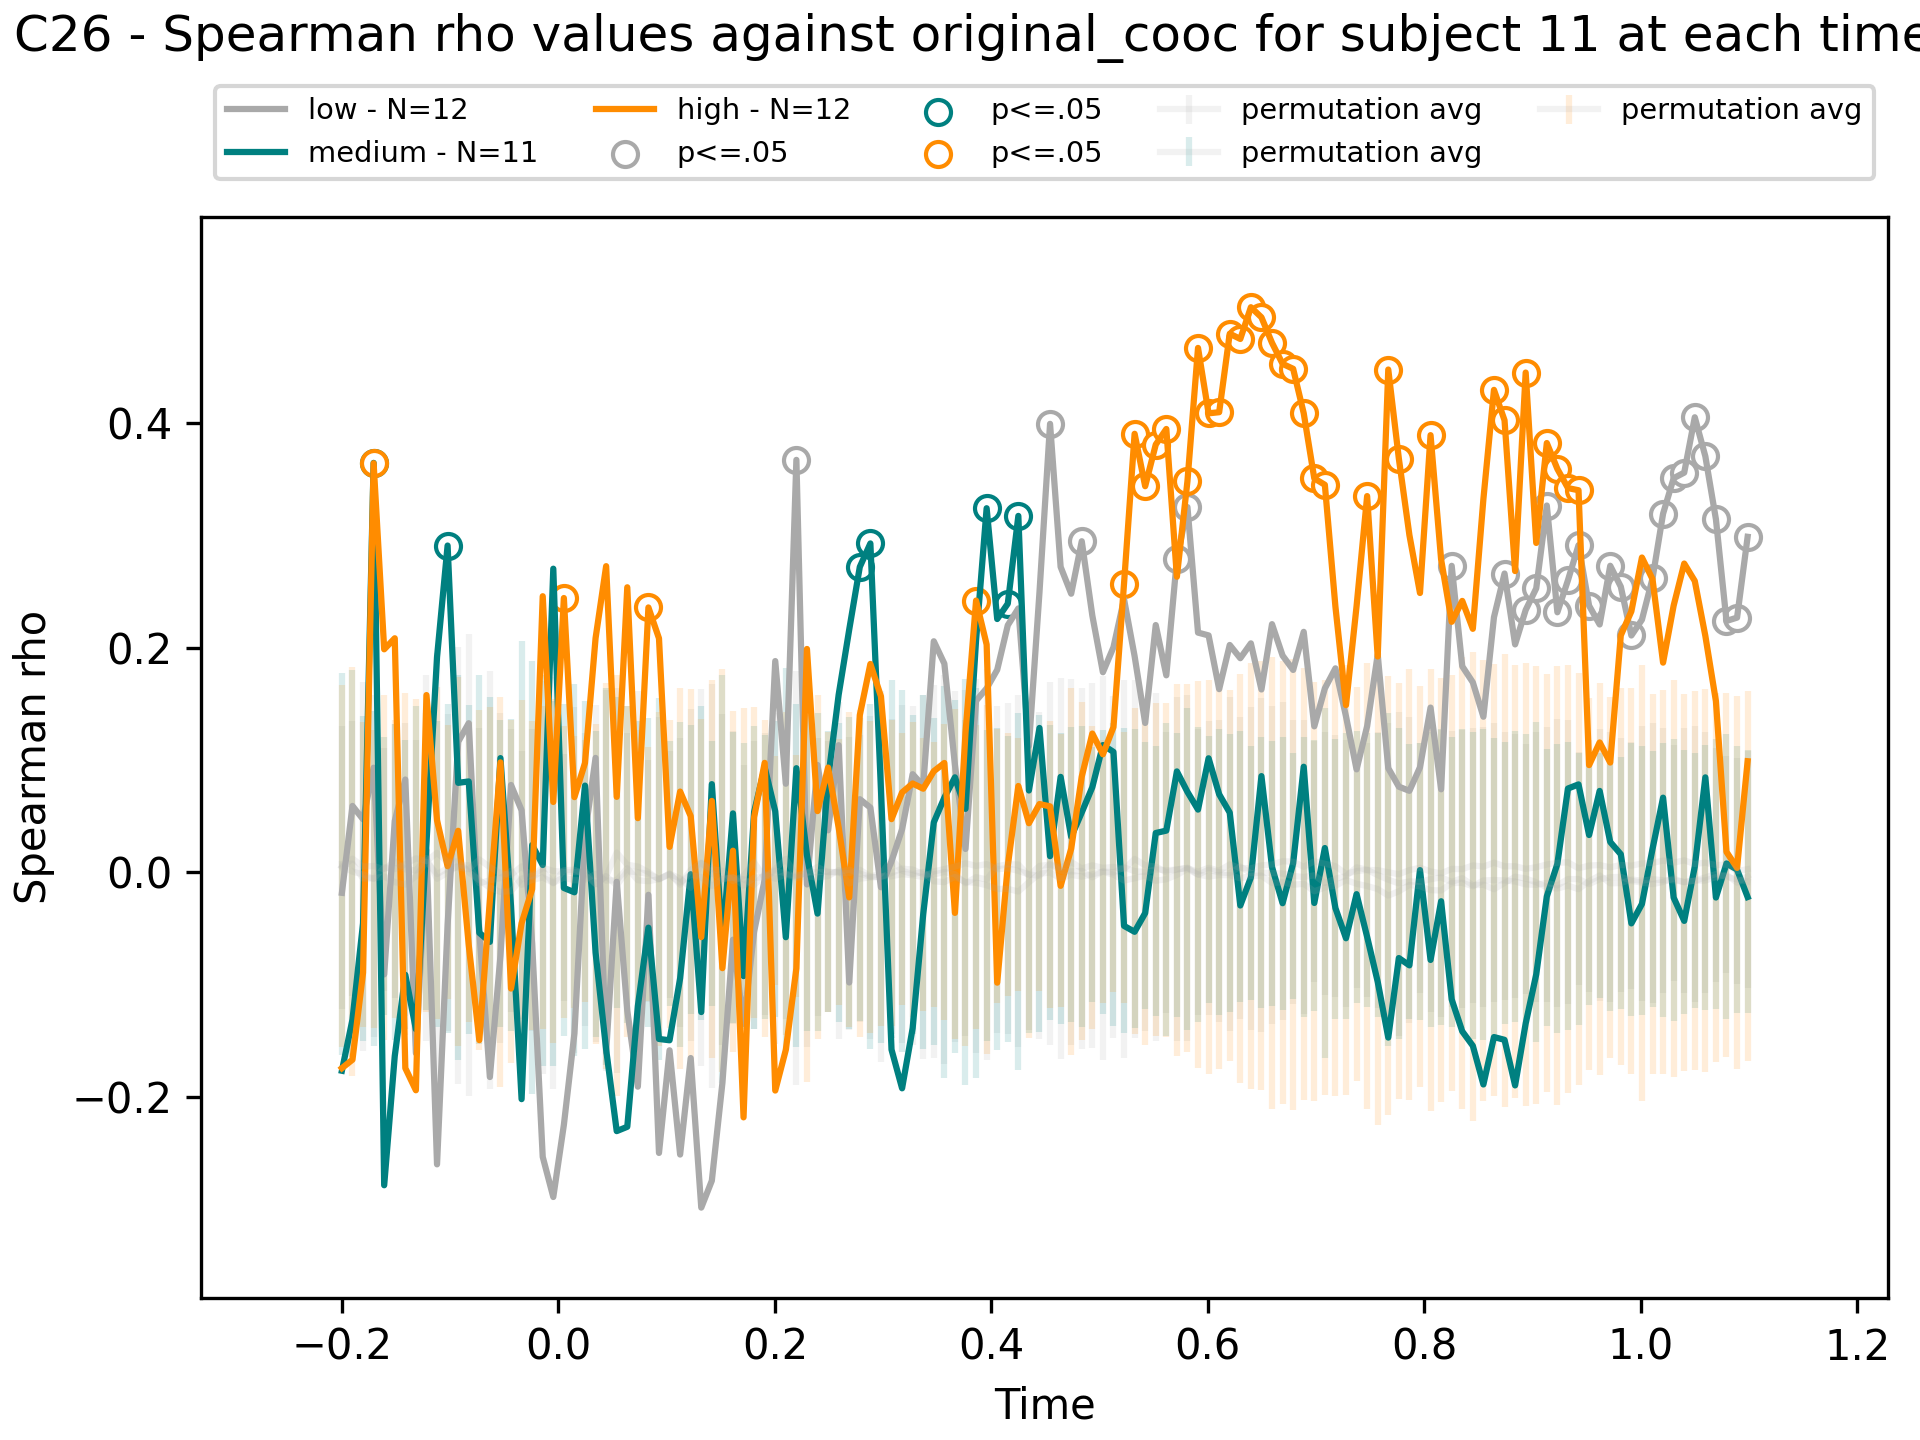 C26 - Spearman rho values against original_cooc for subject 11 at each time
low - N=12
medium - N=11
high - N=12
p<=.05
p<=.05
p<=.05
permutation avg
permutation avg
permutation avg
Spearman rho
0.4
0.2
0.0
−0.2
−0.2 0.0 0.2 0.4 0.6 0.8 1.0 1.2
Time